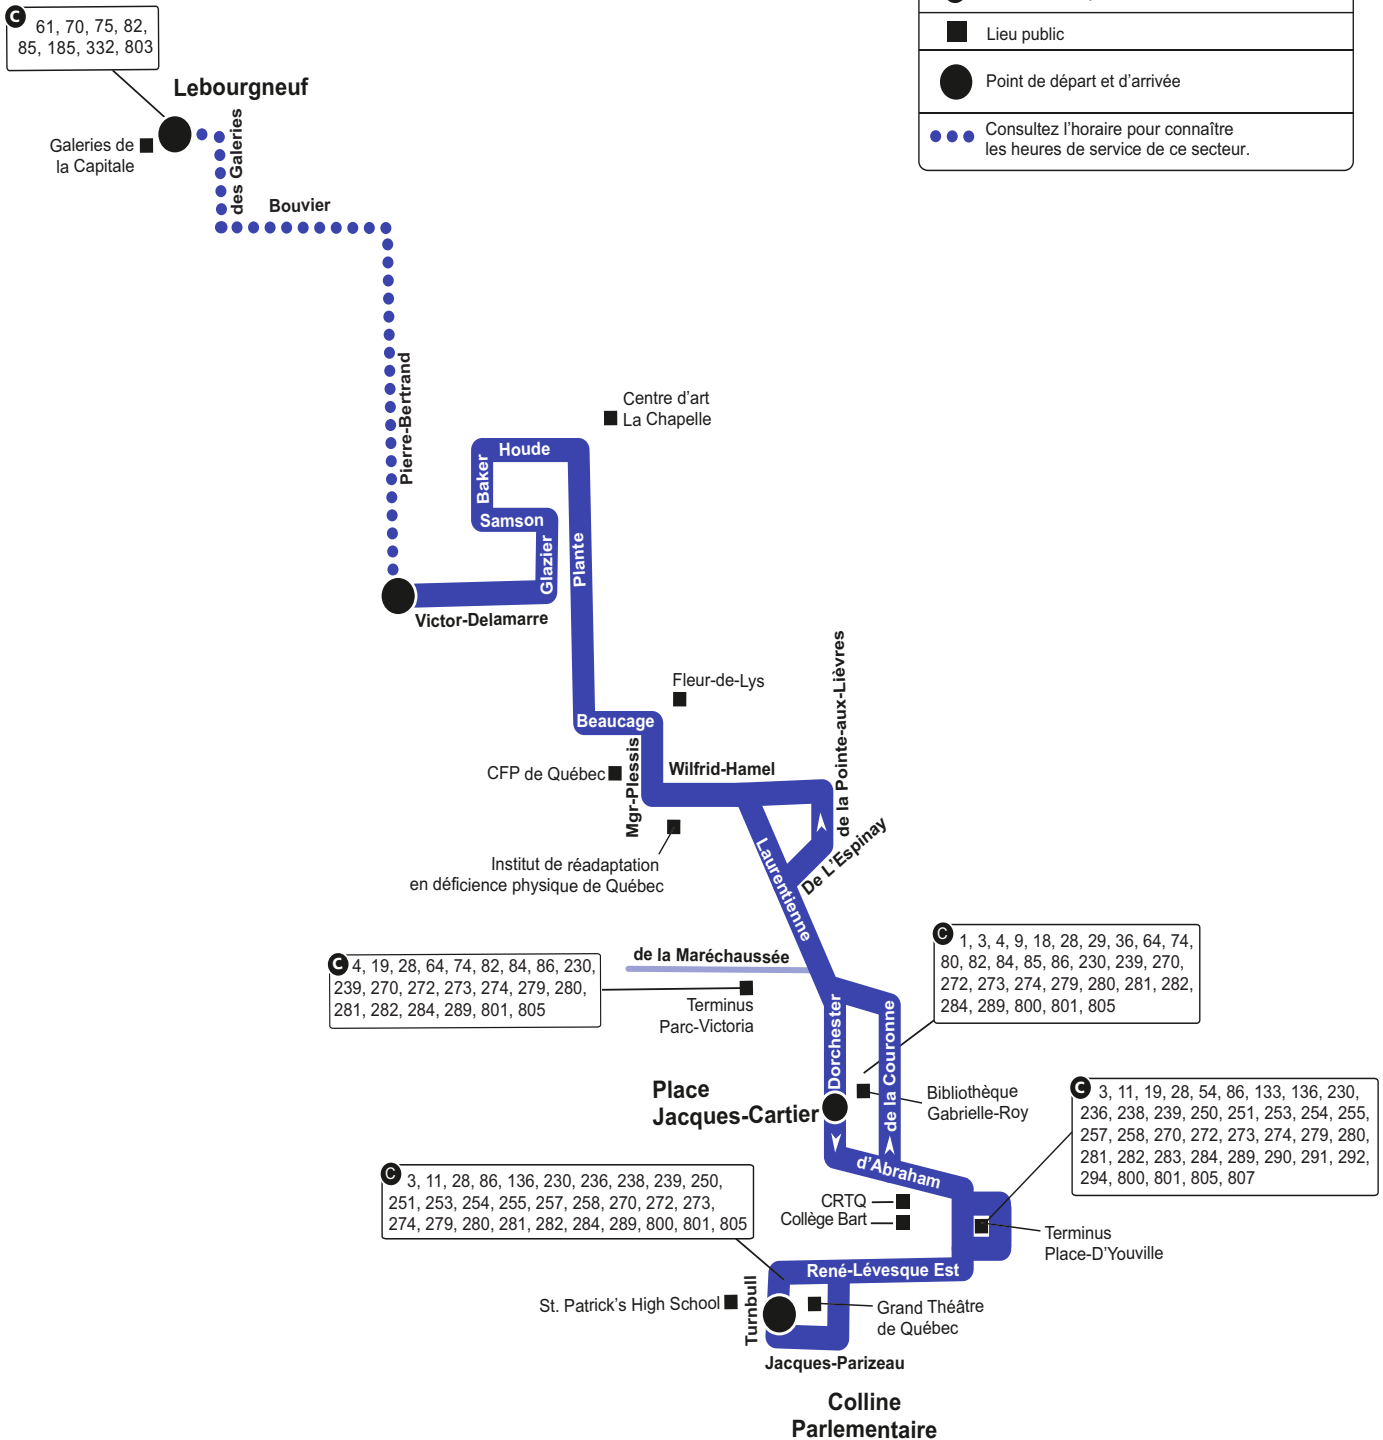 C 61, 70, 75, 82,
85, 185, 332, 803
Lieu public
Point de départ et d'arrivée
Consultez l'horaire pour connaître
les heures de service de ce secteur.
Lebourgneuf
Galeries de
la Capitale
des Galeries
Bouvier
Pierre-Bertrand
Centre d'art
La Chapelle
Houde
Baker
Samson
Glazier
Plante
Victor-Delamarre
Fleur-de-Lys
Beaucage
CFP de Québec
Mgr-Plessis
Wilfrid-Hamel
de la Pointe-aux-Lièvres
De L'Espinay
Laurentienne
Institut de réadaptation
en déficience physique de Québec
C 1, 3, 4, 9, 18, 28, 29, 36, 64, 74,
80, 82, 84, 85, 86, 230, 239, 270,
272, 273, 274, 279, 280, 281, 282,
284, 289, 800, 801, 805
de la Maréchaussée
C 4, 19, 28, 64, 74, 82, 84, 86, 230,
239, 270, 272, 273, 274, 279, 280,
281, 282, 284, 289, 801, 805
Terminus
Parc-Victoria
Dorchester
de la Couronne
Place
Jacques-Cartier
Bibliothèque
Gabrielle-Roy
C 3, 11, 19, 28, 54, 86, 133, 136, 230,
236, 238, 239, 250, 251, 253, 254, 255,
257, 258, 270, 272, 273, 274, 279, 280,
281, 282, 283, 284, 289, 290, 291, 292,
294, 800, 801, 805, 807
d'Abraham
C 3, 11, 28, 86, 136, 230, 236, 238, 239, 250,
251, 253, 254, 255, 257, 258, 270, 272, 273,
274, 279, 280, 281, 282, 284, 289, 800, 801, 805
CRTQ
Collège Bart
Terminus
Place-D'Youville
René-Lévesque Est
Turnbull
St. Patrick's High School
Grand Théâtre
de Québec
Jacques-Parizeau
Colline
Parlementaire